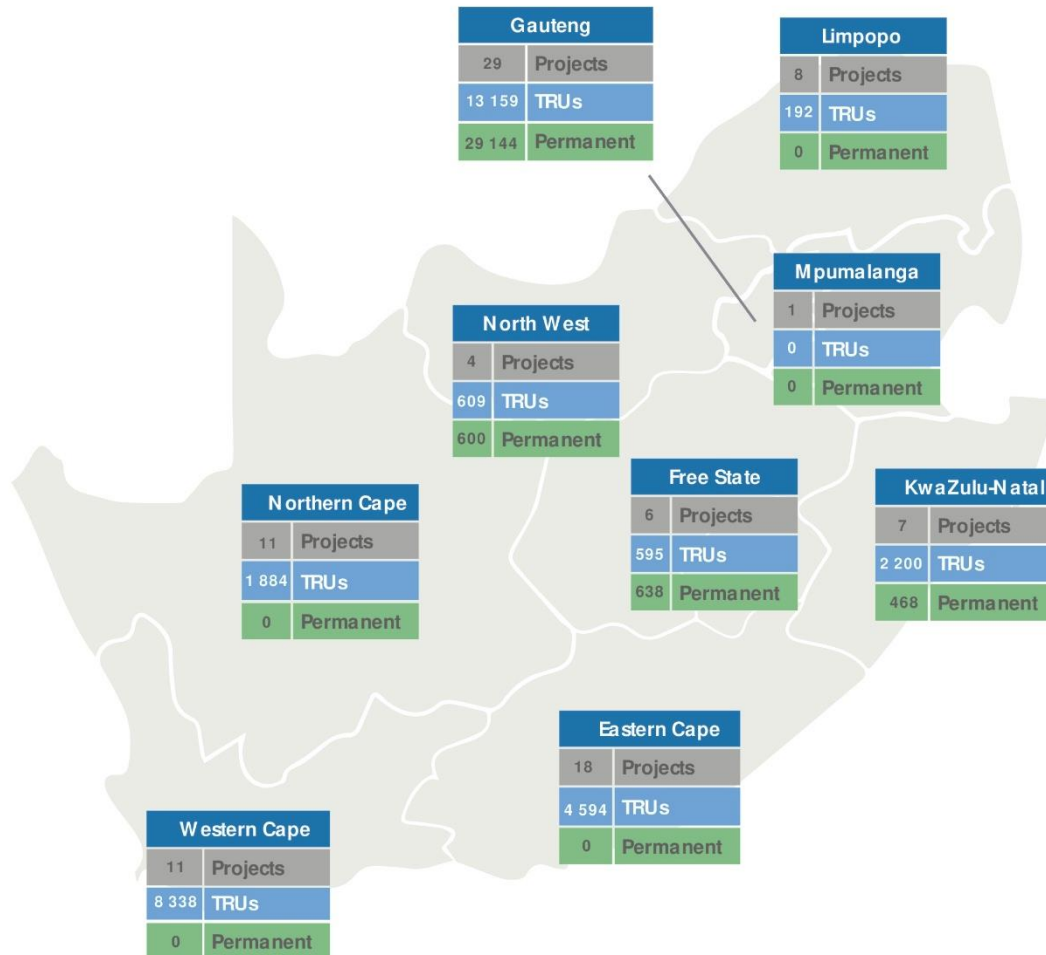 Gauteng
29 Projects
13 159 TRUs
29 144 Permanent
Limpopo
8 Projects
192 TRUs
0 Permanent
Mpumalanga
1 Projects
0 TRUs
0 Permanent
North West
4 Projects
609 TRUs
600 Permanent
Free State
6 Projects
595 TRUs
638 Permanent
KwaZulu-Natal
7 Projects
2 200 TRUs
468 Permanent
Northern Cape
11 Projects
1 884 TRUs
0 Permanent
Eastern Cape
18 Projects
4 594 TRUs
0 Permanent
Western Cape
11 Projects
8 338 TRUs
0 Permanent